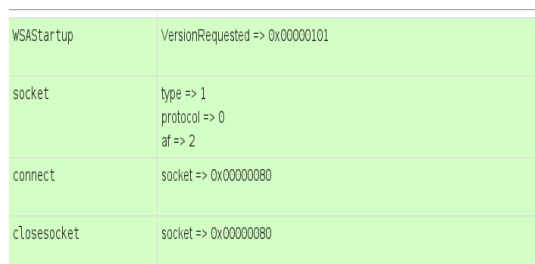 WSAStartup VersionRequested => 0x00000101
socket type => 1
protocol => 0
af => 2
connect socket => 0x00000080
closesocket socket => 0x00000080